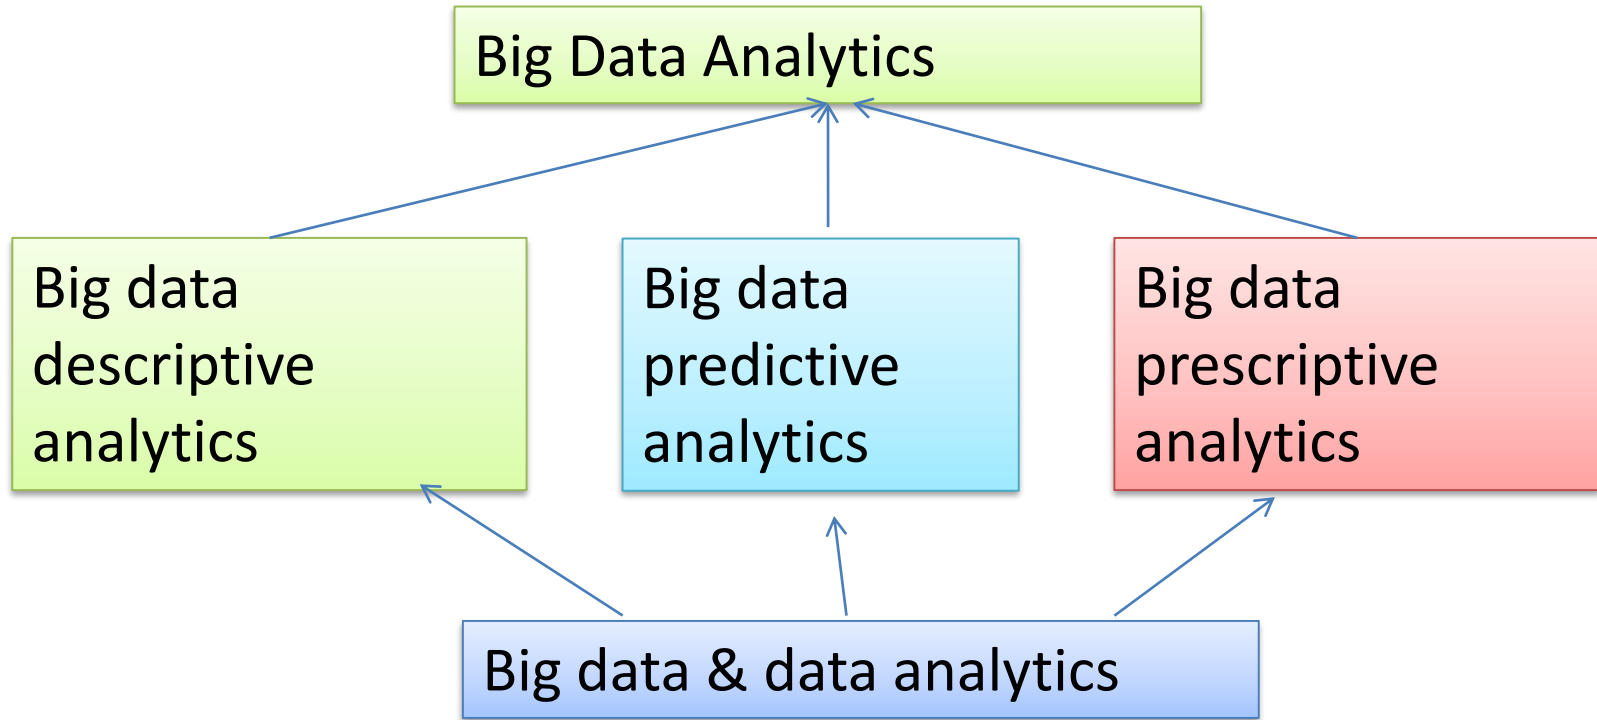 Big Data Analytics
Big data
descriptive
analytics
Big data
predictive
analytics
Big data
prescriptive
analytics
Big data & data analytics